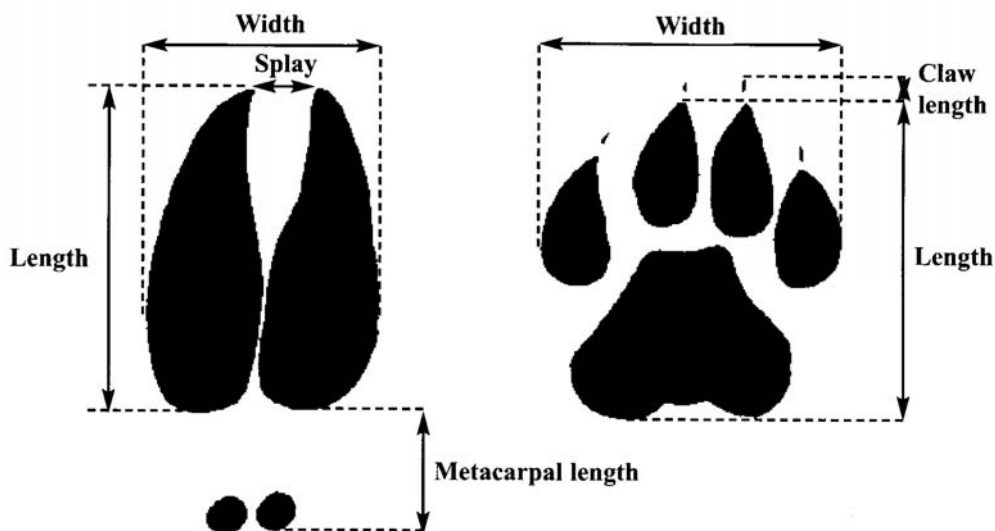 Width
Splay
Length
Metacarpal length
Width
Claw
length
Length